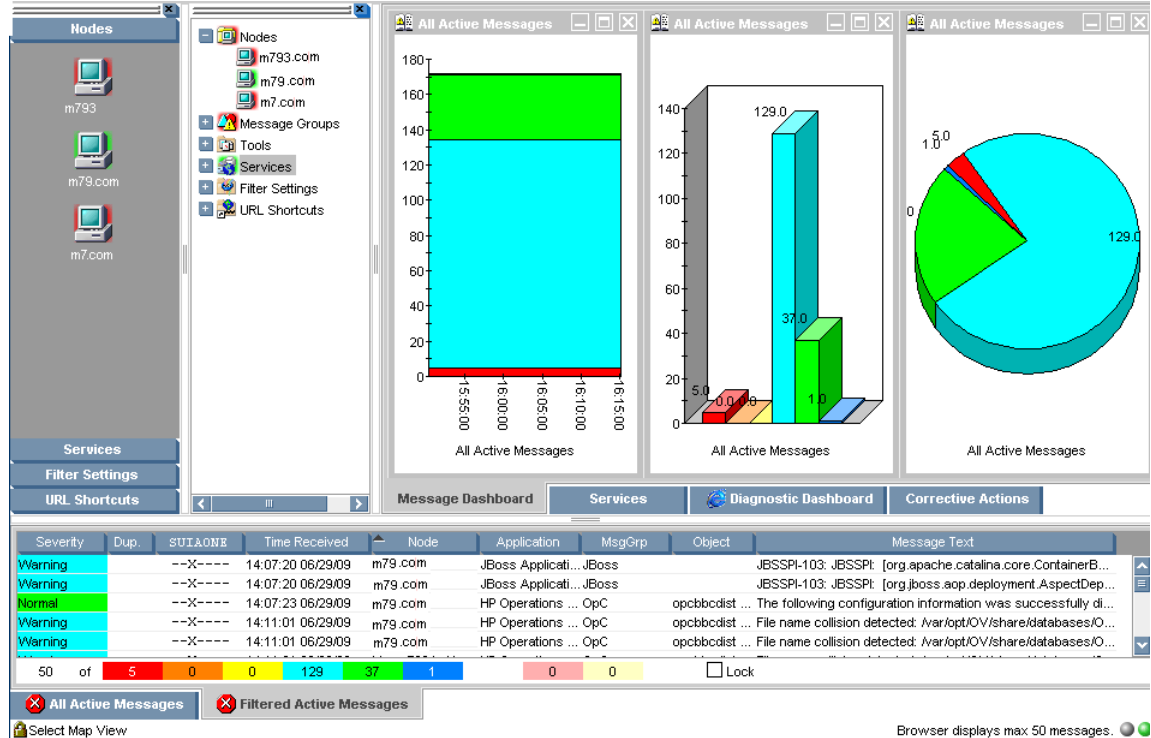 Nodes
m793
m79.com
m7.com
Services
Filter Settings
URL Shortcuts
Nodes
m793.com
m79.com
m7.com
Message Groups
Tools
Services
Filter Settings
URL Shortcuts
All Active Messages
180
160
140
120
100
80
60
40
20
0
15:55:00
16:00:00
16:05:00
16:10:00
16:15:00
All Active Messages
All Active Messages
140
120
100
80
60
40
20
0
5.0
0.0
0.0
129.0
37.0
1.0
All Active Messages
All Active Messages
5.0
1.0
0
129.0
All Active Messages
Message Dashboard Services Diagnostic Dashboard Corrective Actions
Severity Dup. SUIAONE Time Received Node Application MsgGrp Object Message Text
Warning --X---- 14:07:20 06/29/09 m79.com JBoss Applicati... JBoss JBSSPI-103: JBSSPI: [org.apache.catalina.core.ContainerB...
Warning --X---- 14:07:20 06/29/09 m79.com JBoss Applicati... JBoss JBSSPI-103: JBSSPI: [org.jboss.aop.deployment.AspectDep...
Normal --X---- 14:07:23 06/29/09 m79.com HP Operations ... OpC opcbbcdist ... The following configuration information was successfully di...
Warning --X---- 14:11:01 06/29/09 m79.com HP Operations ... OpC opcbbcdist ... File name collision detected: /var/opt/OV/share/databases/O...
Warning --X---- 14:11:01 06/29/09 m79.com HP Operations ... OpC opcbbcdist ... File name collision detected: /var/opt/OV/share/databases/O...
50 of 5 0 0 129 37 1 0 0 Lock
All Active Messages Filtered Active Messages
Select Map View Browser displays max 50 messages.